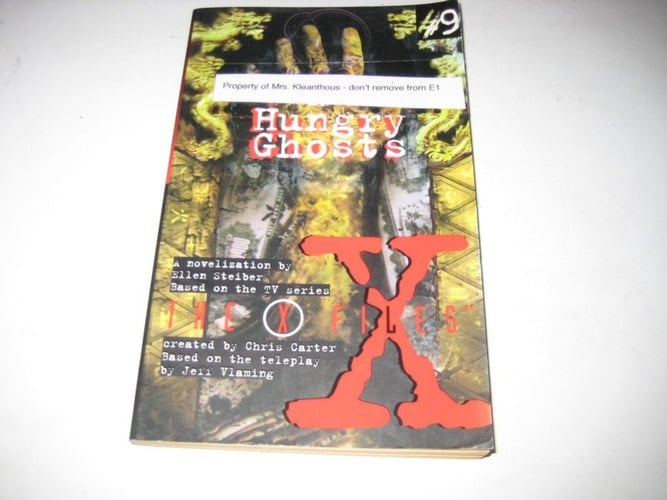 #9
Property of Mrs. Kleanthous - don't remove from E1
Hungry
Ghosts
A novelization by
Ellen Steiber
Based on the TV series
THE X FILES™
created by Chris Carter
Based on the teleplay
by Jeff Vlaming
X